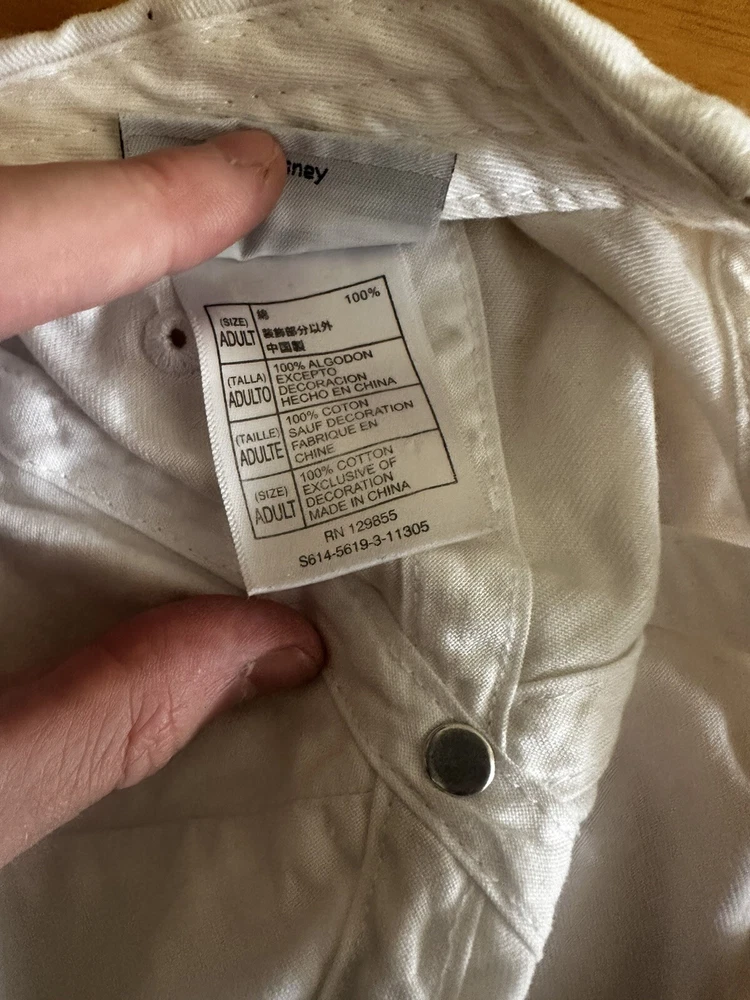 sney
(SIZE)
ADULT
綿 100%
装飾部分以外
中国製
(TALLA)
ADULTO
100% ALGODON
EXCEPTO
DECORACION
HECHO EN CHINA
(TAILLE)
ADULTE
100% COTON
SAUF DECORATION
FABRIQUE EN
CHINE
(SIZE)
ADULT
100% COTTON
EXCLUSIVE OF
DECORATION
MADE IN CHINA
RN 129855
S614-5619-3-11305